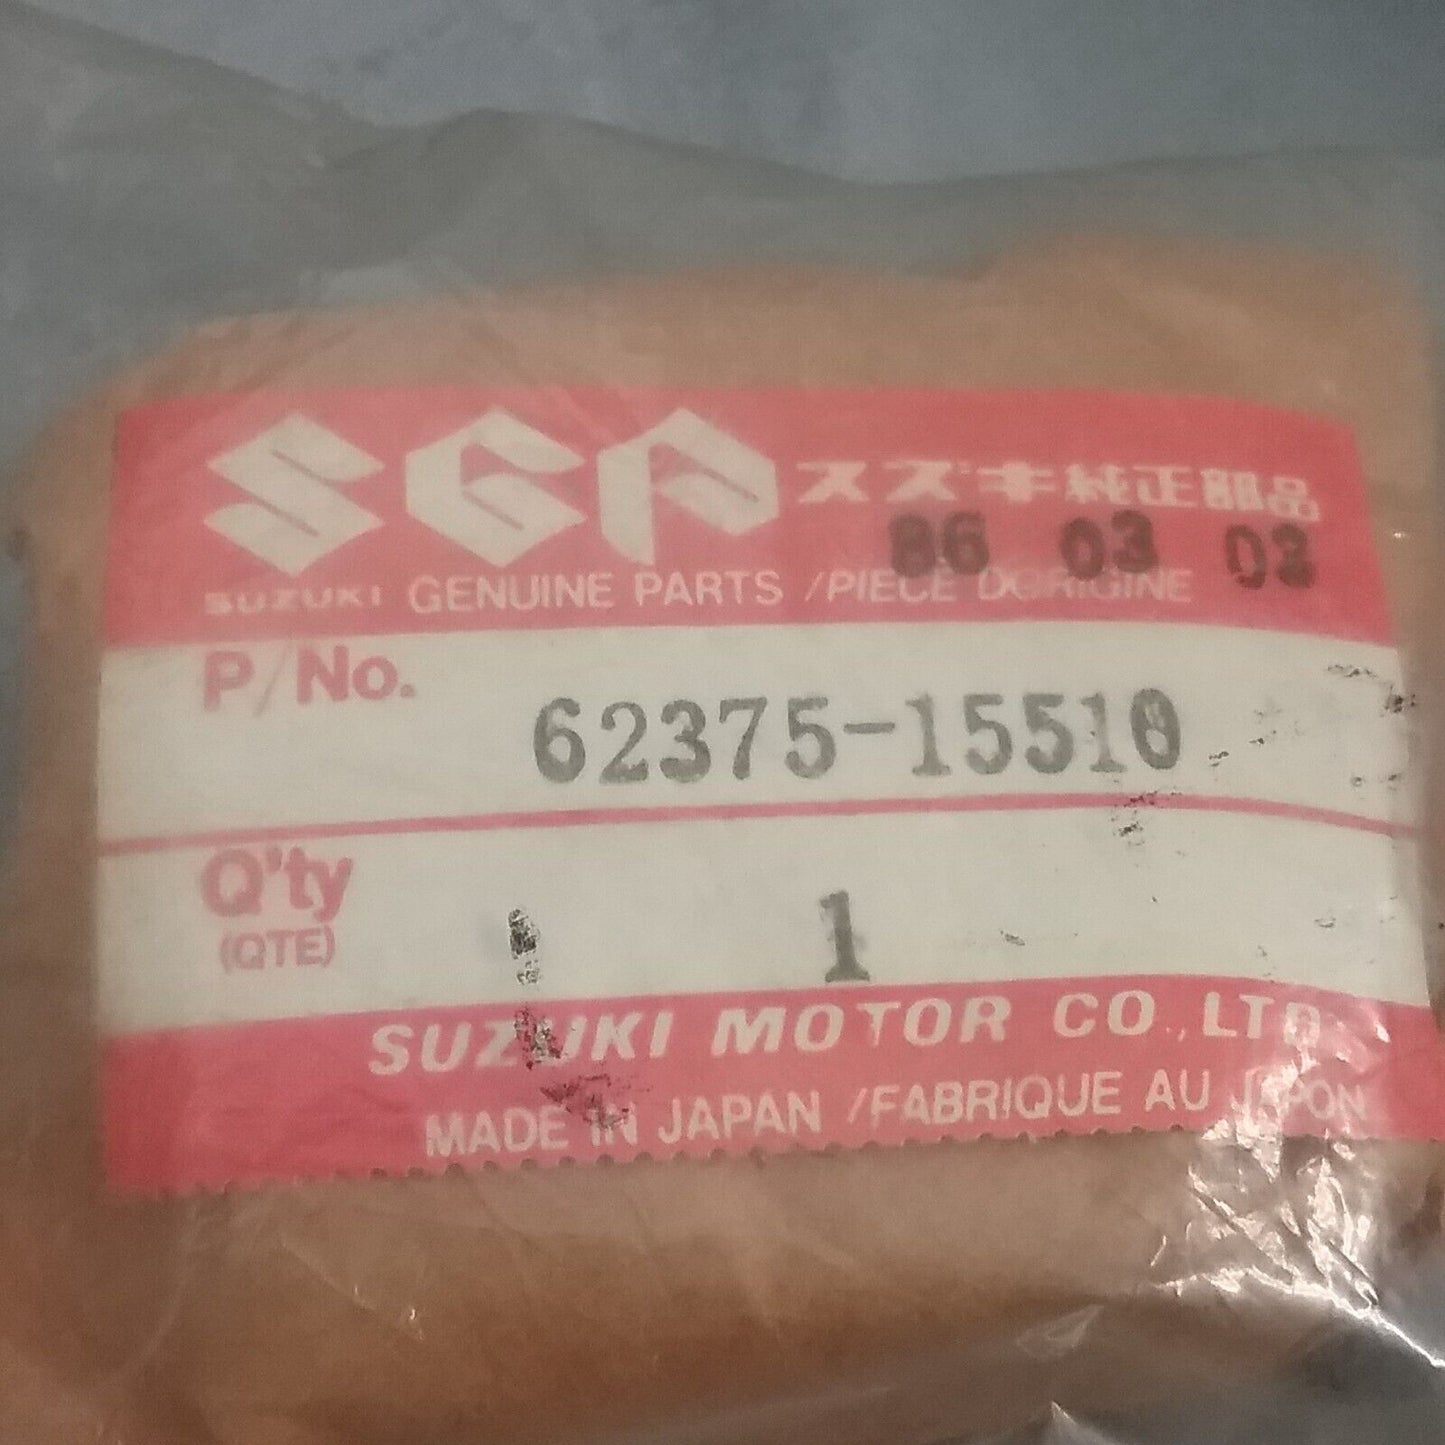 SGP スズキ純正部品
86 03 03
SUZUKI GENUINE PARTS /PIECE D'ORIGINE
P/No.
62375-15510
Q'ty
(QTE)
1
SUZUKI MOTOR CO.,LTD.
MADE IN JAPAN /FABRIQUE AU JAPON